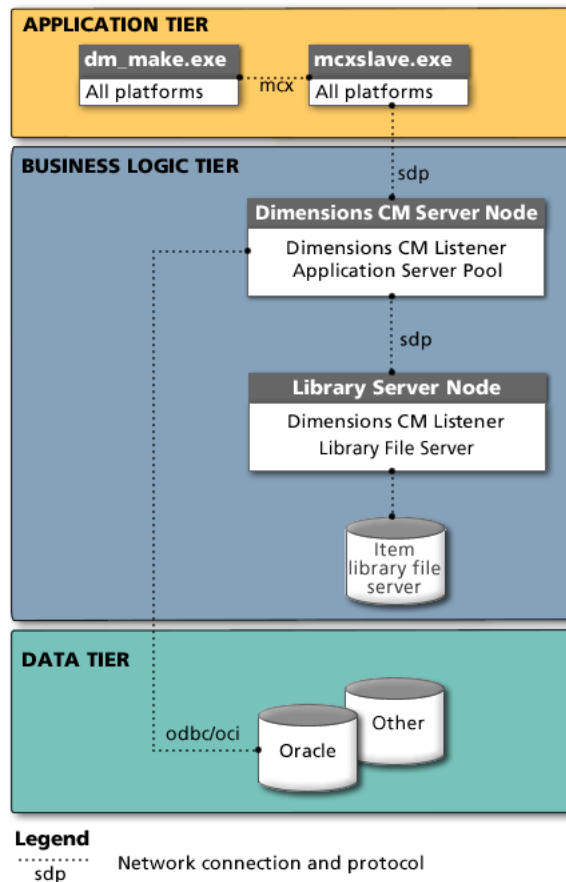 APPLICATION TIER
dm_make.exe
All platforms
mcx
mcxslave.exe
All platforms
sdp
BUSINESS LOGIC TIER
Dimensions CM Server Node
Dimensions CM Listener
Application Server Pool
sdp
Library Server Node
Dimensions CM Listener
Library File Server
Item
library file
server
DATA TIER
odbc/oci
Oracle
Other
Legend
sdp
Network connection and protocol